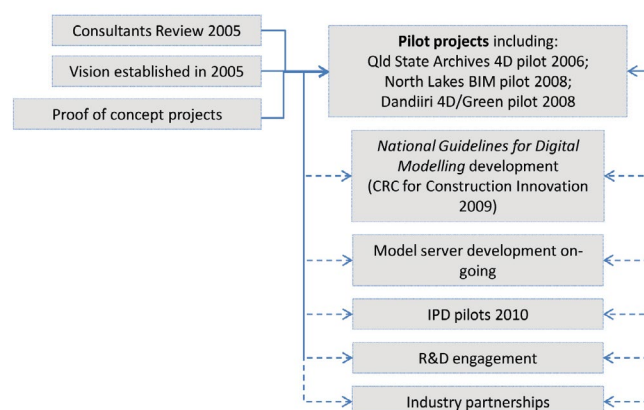 Consultants Review 2005
Vision established in 2005
Proof of concept projects
Pilot projects including:
Qld State Archives 4D pilot 2006;
North Lakes BIM pilot 2008;
Dandiiri 4D/Green pilot 2008
National Guidelines for Digital
Modelling development
(CRC for Construction Innovation
2009)
Model server development on-
going
IPD pilots 2010
R&D engagement
Industry partnerships